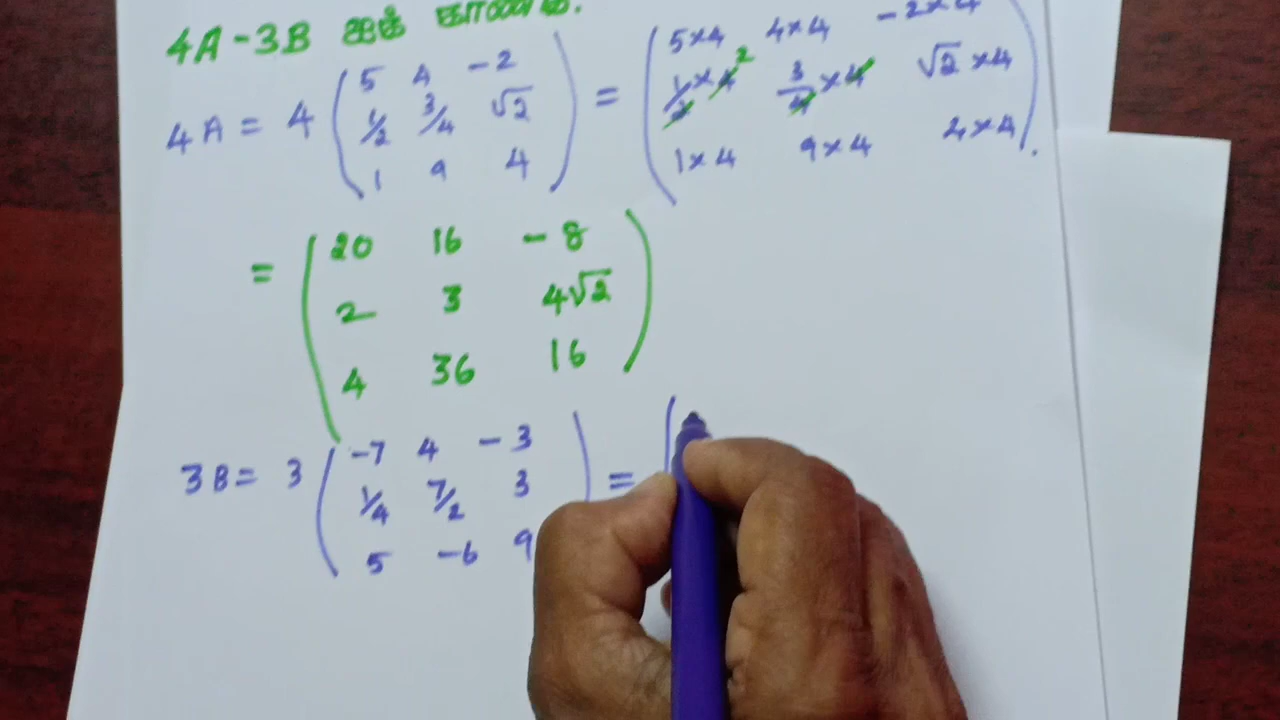 4A - 3B ஐக் காண்க.
4A = 4 ( 5 4 -2 ) = ( 5×4 4×4 -2×4 )
( 1/2 3/4 √2 ) ( 1/2 ×4 2 3/4 ×4 √2 ×4 )
( 1 9 4 ) ( 1×4 9×4 4×4 ).
= ( 20 16 -8 )
( 2 3 4√2 )
( 4 36 16 )
3B = 3 ( -7 4 -3 ) = (
( 1/4 7/2 3 )
( 5 -6 9